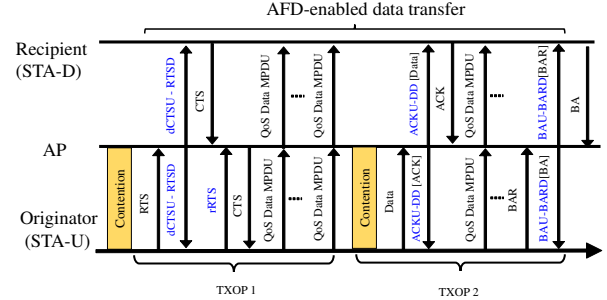 AFD-enabled data transfer
Recipient
(STA-D)
dCTSU - RTSD
CTS
QoS Data MPDU
QoS Data MPDU
ACKU-DD [Data]
ACK
QoS Data MPDU
BAU-BARD[BAR]
BA
AP
Originator
(STA-U)
Contention
RTS
dCTSU - RTSD
rRTS
CTS
QoS Data MPDU
QoS Data MPDU
Contention
Data
ACKU-DD [ACK]
QoS Data MPDU
BAR
BAU-BARD[BA]
TXOP 1
TXOP 2